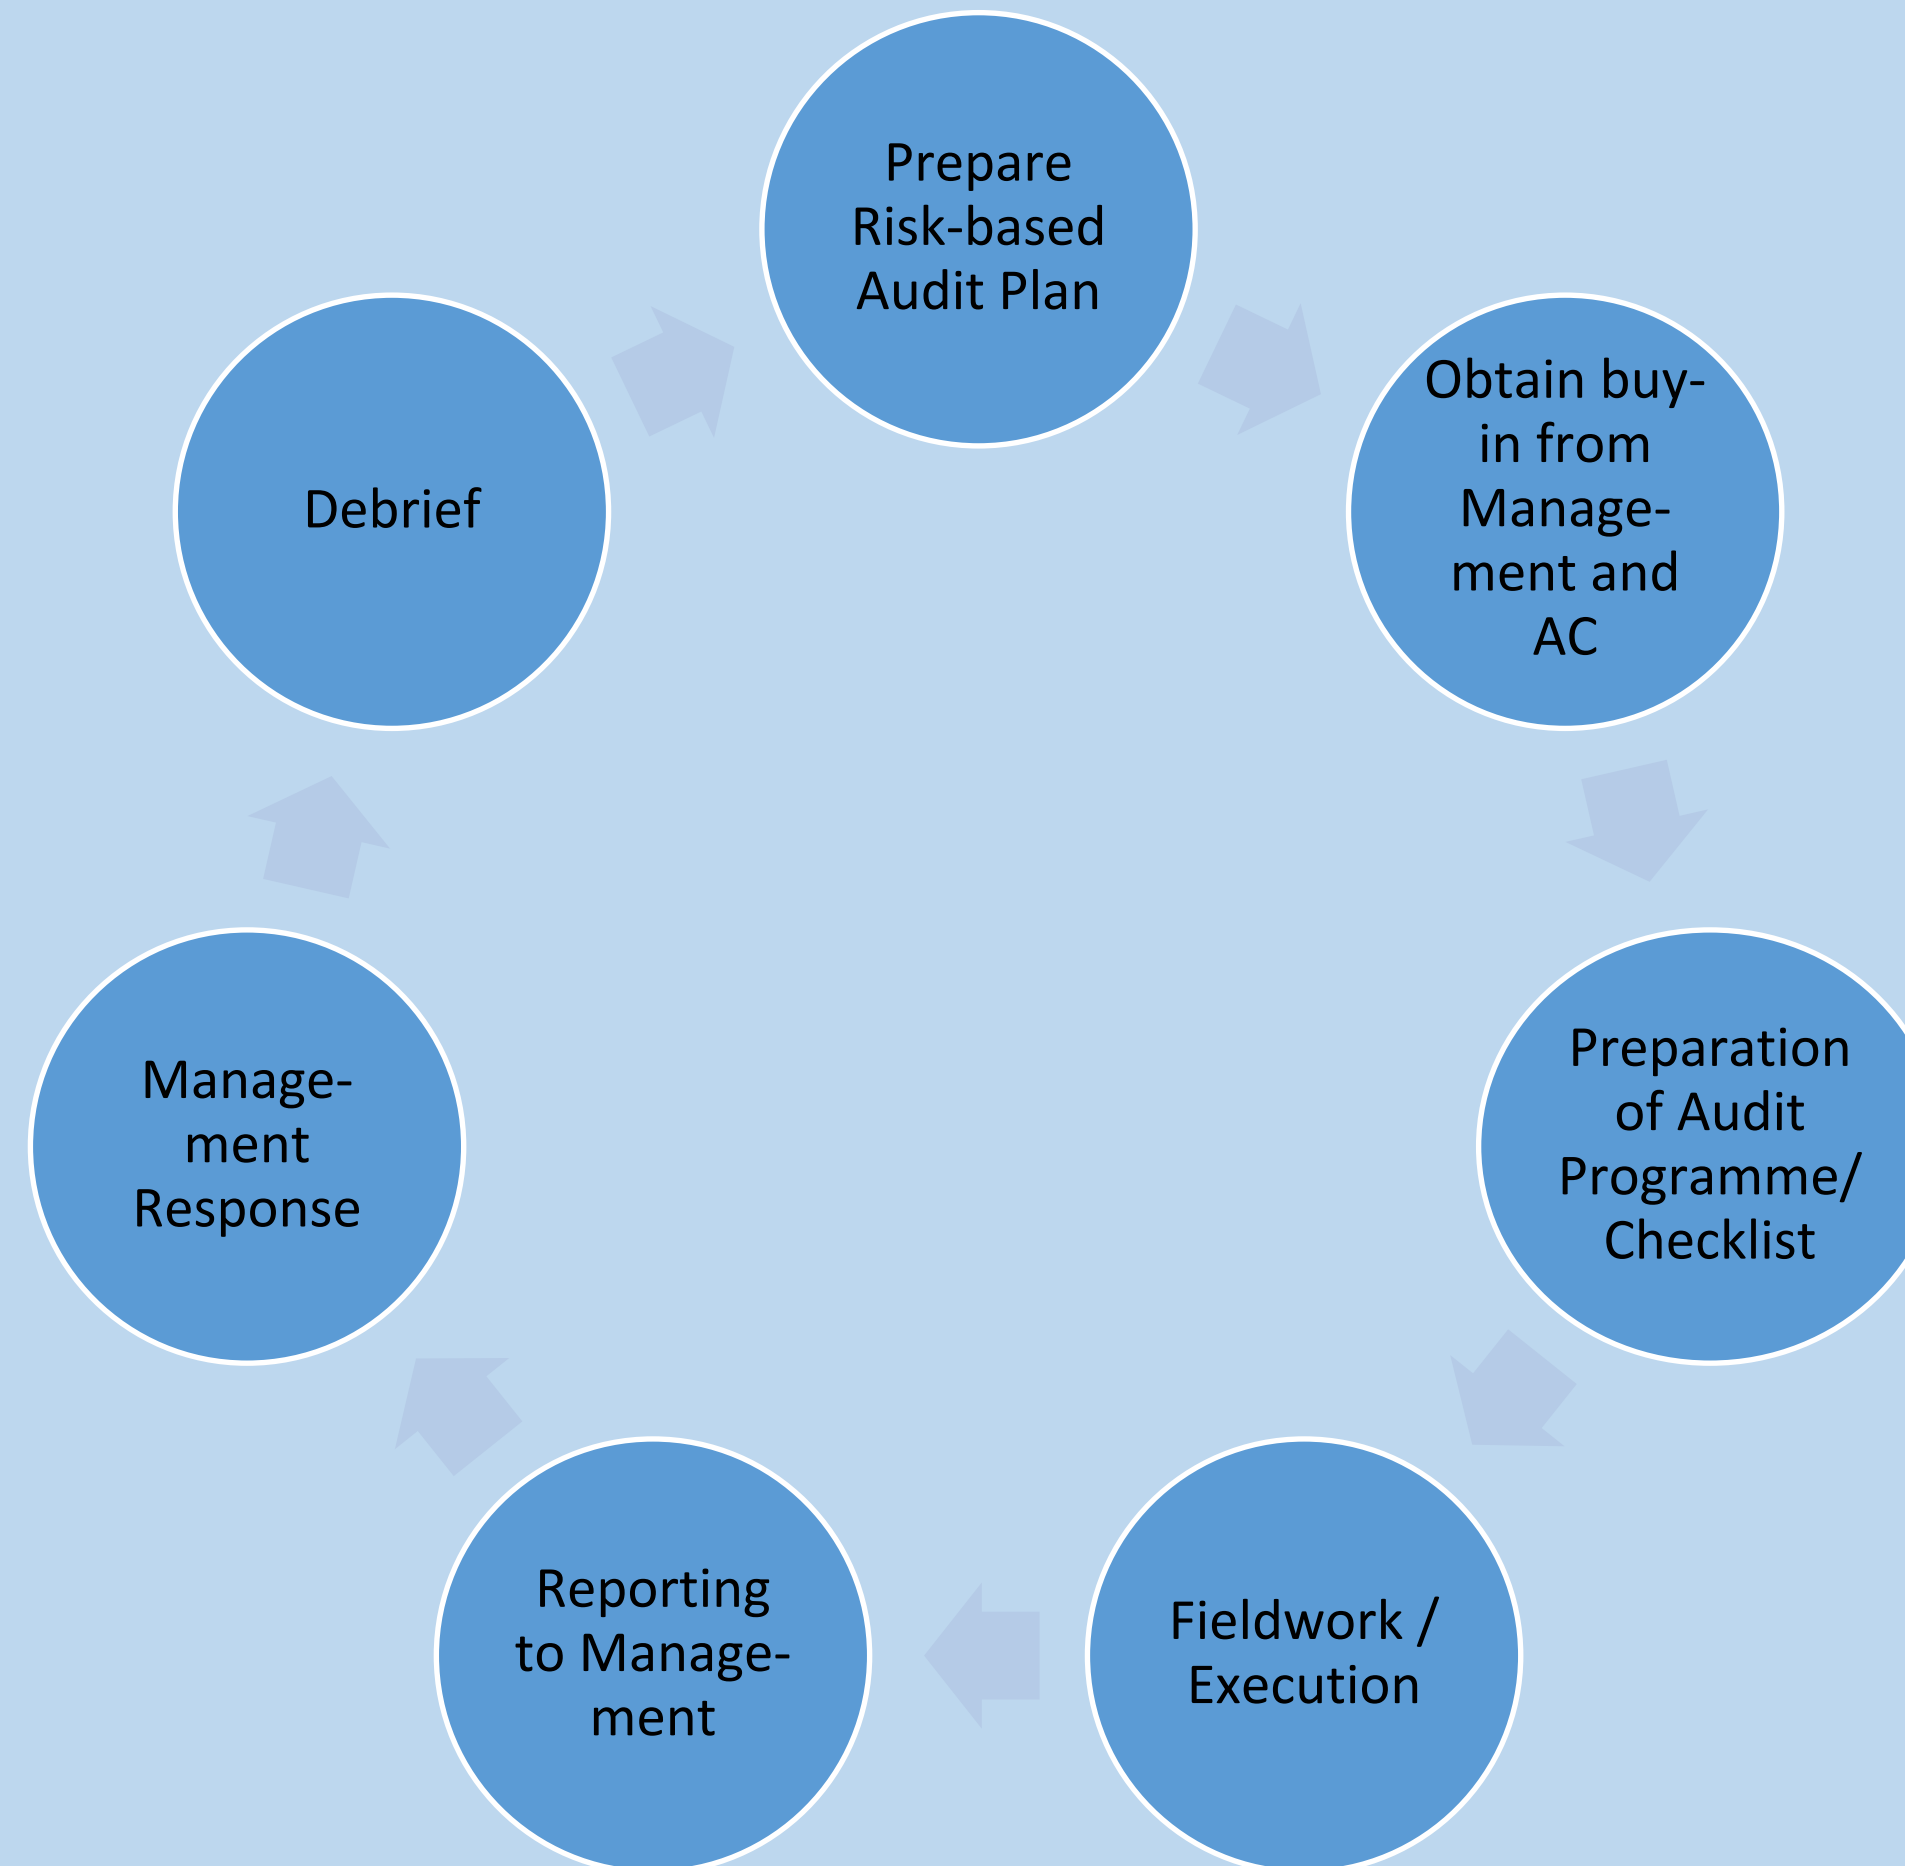 Prepare
Risk-based
Audit Plan
Obtain buy-
in from
Manage-
ment and
AC
Preparation
of Audit
Programme/
Checklist
Fieldwork /
Execution
Reporting
to Manage-
ment
Manage-
ment
Response
Debrief